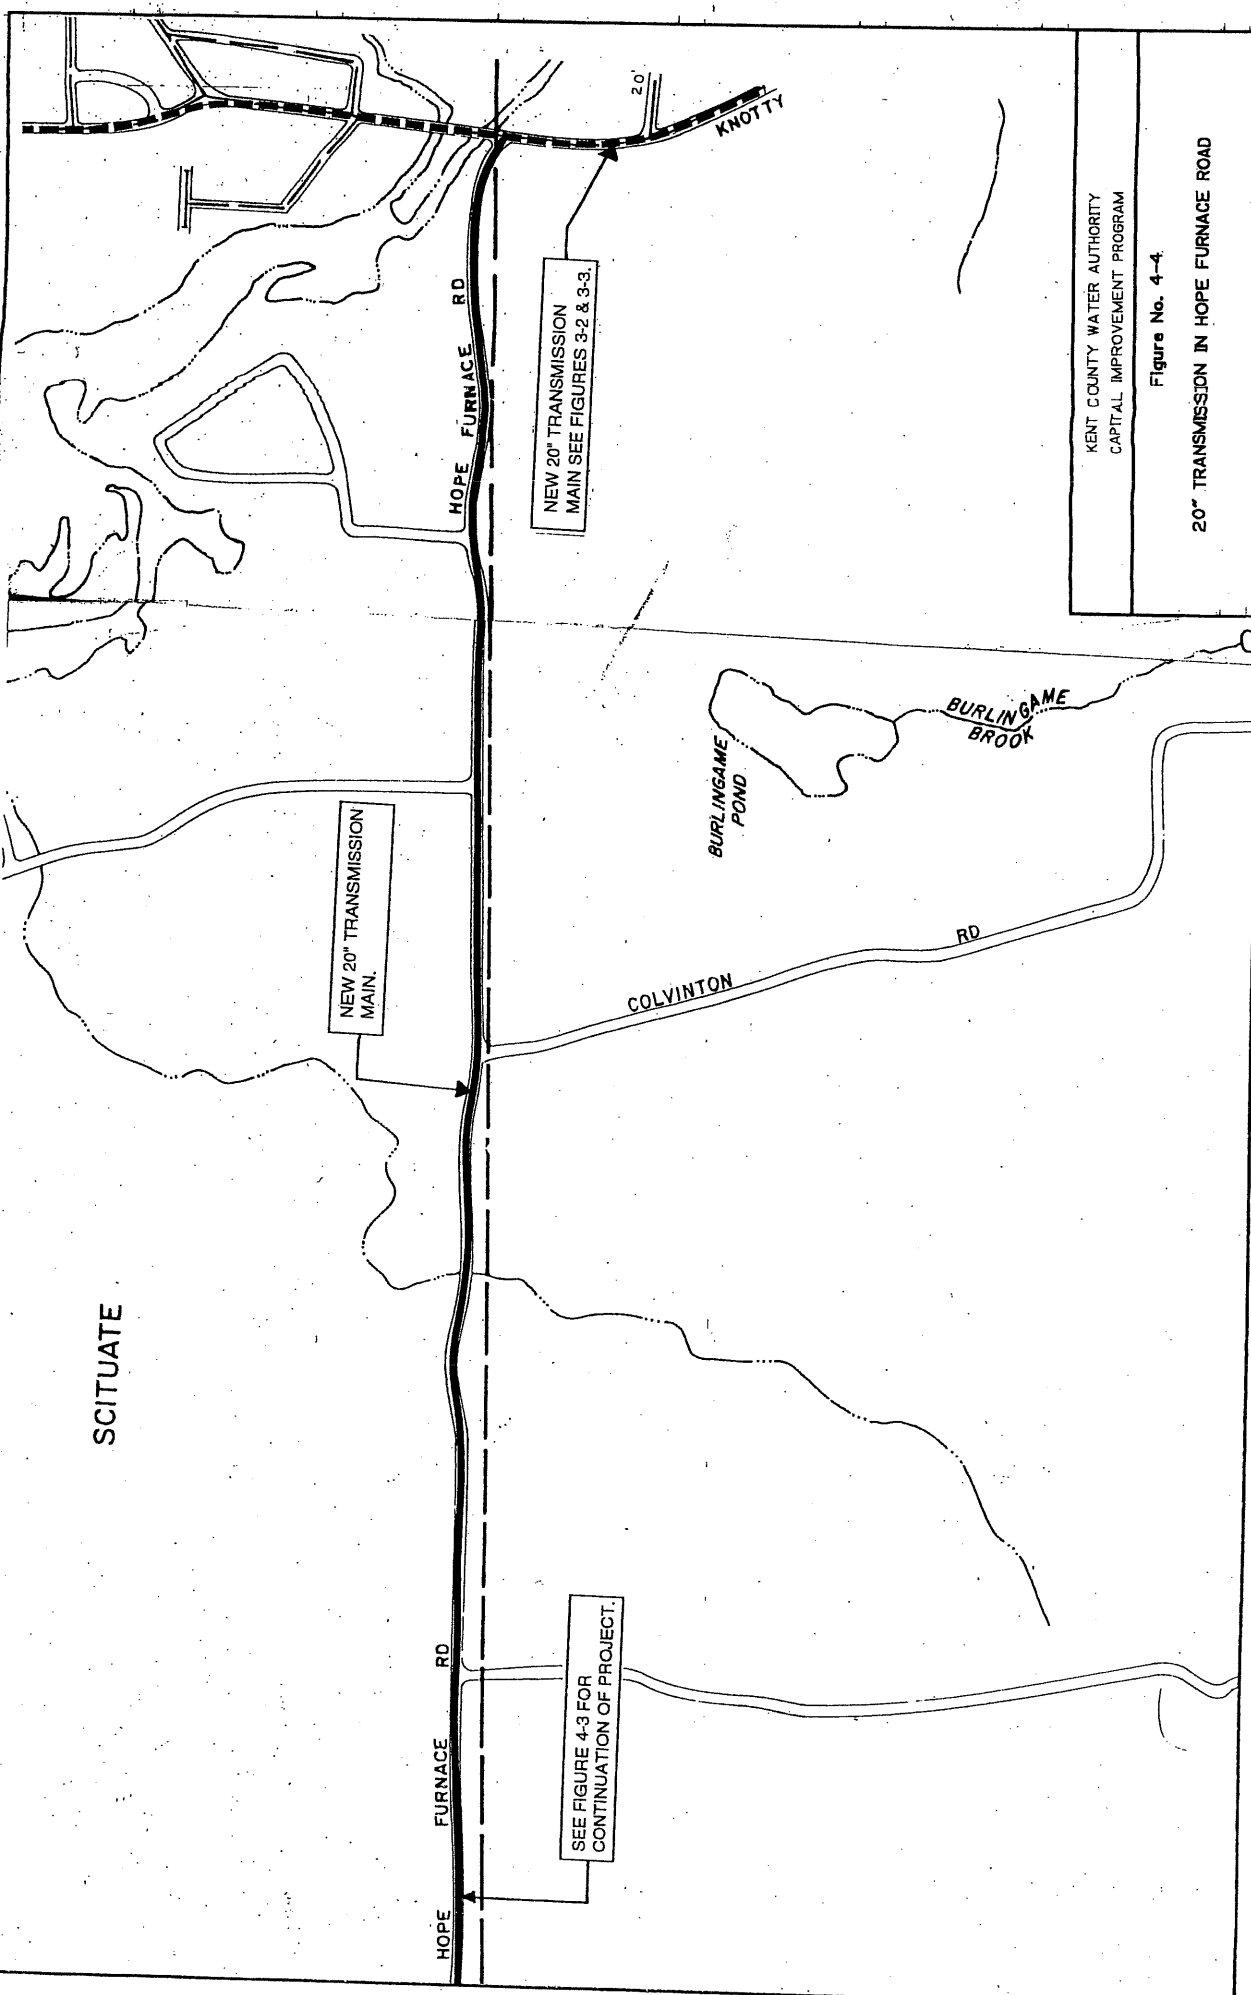 SCITUATE
HOPE FURNACE RD
NEW 20" TRANSMISSION
MAIN.
HOPE FURNACE RD
20'
KNOTTY
NEW 20" TRANSMISSION
MAIN SEE FIGURES 3-2 & 3-3.
SEE FIGURE 4-3 FOR
CONTINUATION OF PROJECT.
COLVINTON RD
BURLINGAME
POND
BURLINGAME
BROOK
KENT COUNTY WATER AUTHORITY
CAPITAL IMPROVEMENT PROGRAM
Figure No. 4-4
20" TRANSMISSION IN HOPE FURNACE ROAD